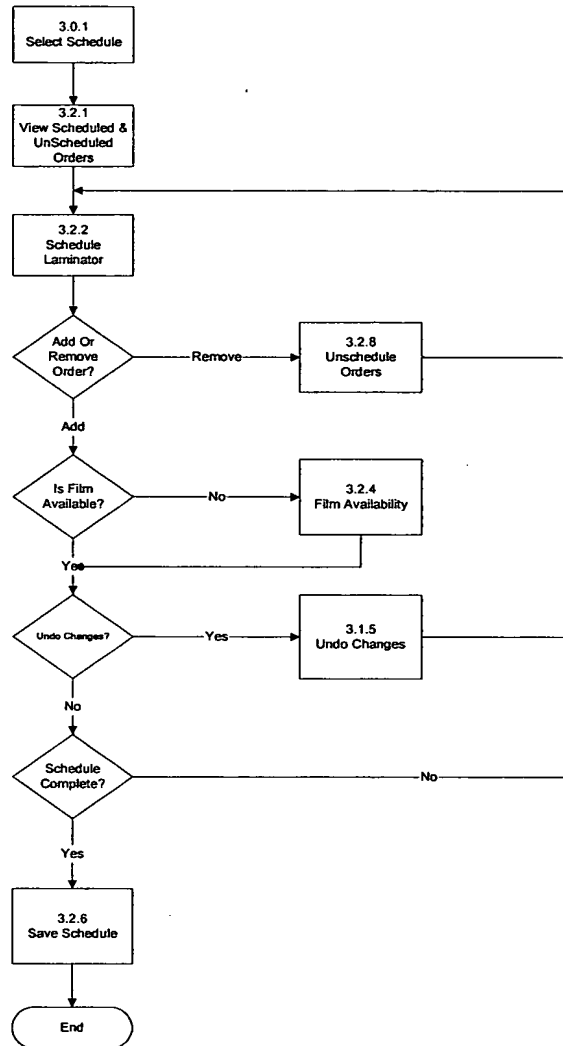 3.0.1
Select Schedule
3.2.1
View Scheduled &
UnScheduled
Orders
3.2.2
Schedule
Laminator
Add Or
Remove
Order?
Remove
3.2.8
Unschedule
Orders
Add
Is Film
Available?
No
3.2.4
Film Availability
Yes
Undo Changes?
Yes
3.1.5
Undo Changes
No
Schedule
Complete?
No
Yes
3.2.6
Save Schedule
End